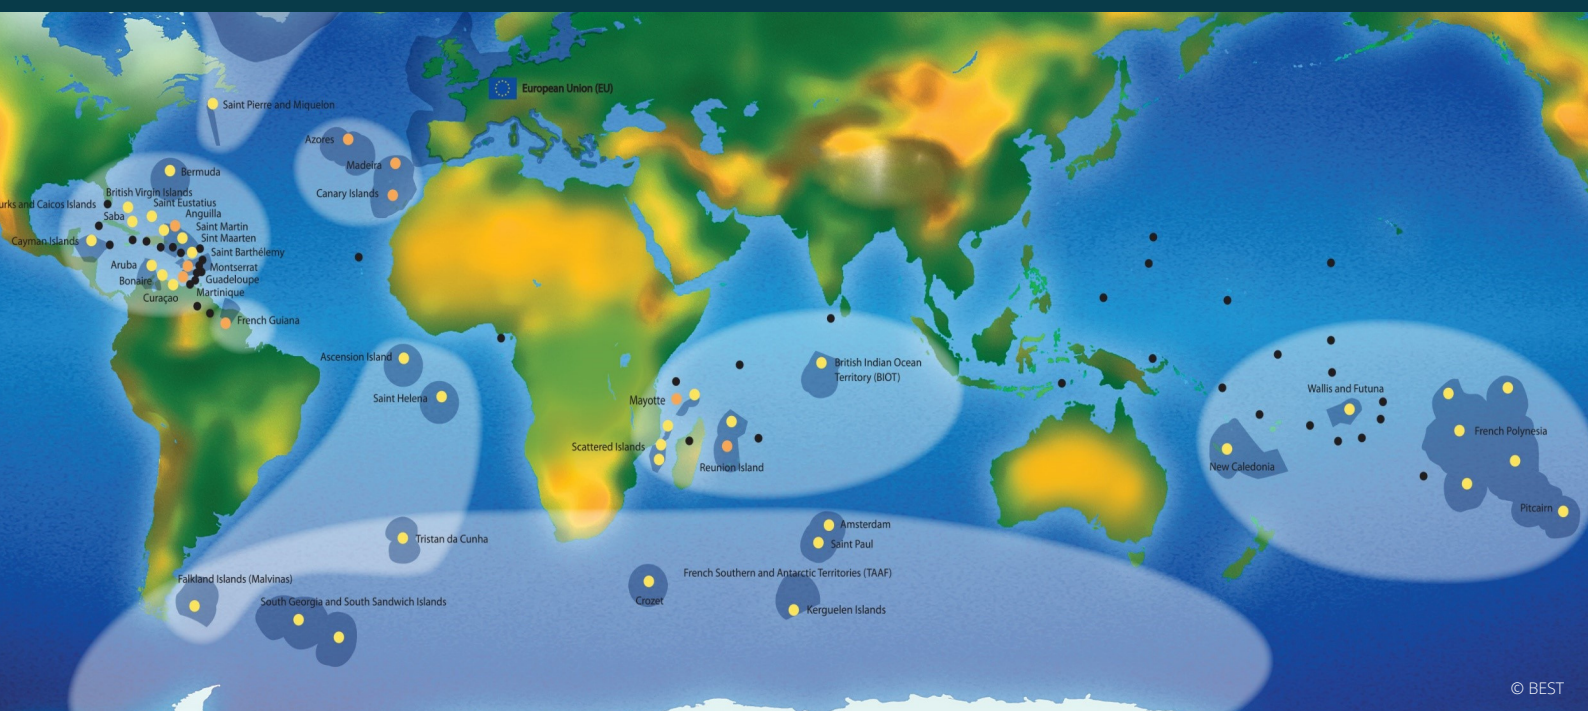 European Union (EU)
Saint Pierre and Miquelon
Azores
Madeira
Canary Islands
Bermuda
British Virgin Islands
urks and Caicos Islands
Saint Eustatius
Saba
Anguilla
Saint Martin
Sint Maarten
Cayman Islands
Saint Barthélemy
Aruba
Montserrat
Bonaire
Guadeloupe
Curaçao
Martinique
French Guiana
Ascension Island
Saint Helena
British Indian Ocean
Territory (BIOT)
Mayotte
Scattered Islands
Reunion Island
Wallis and Futuna
French Polynesia
New Caledonia
Pitcairn
Amsterdam
Saint Paul
Tristan da Cunha
French Southern and Antarctic Territories (TAAF)
Falkland Islands (Malvinas)
South Georgia and South Sandwich Islands
Crozet
Kerguelen Islands
© BEST